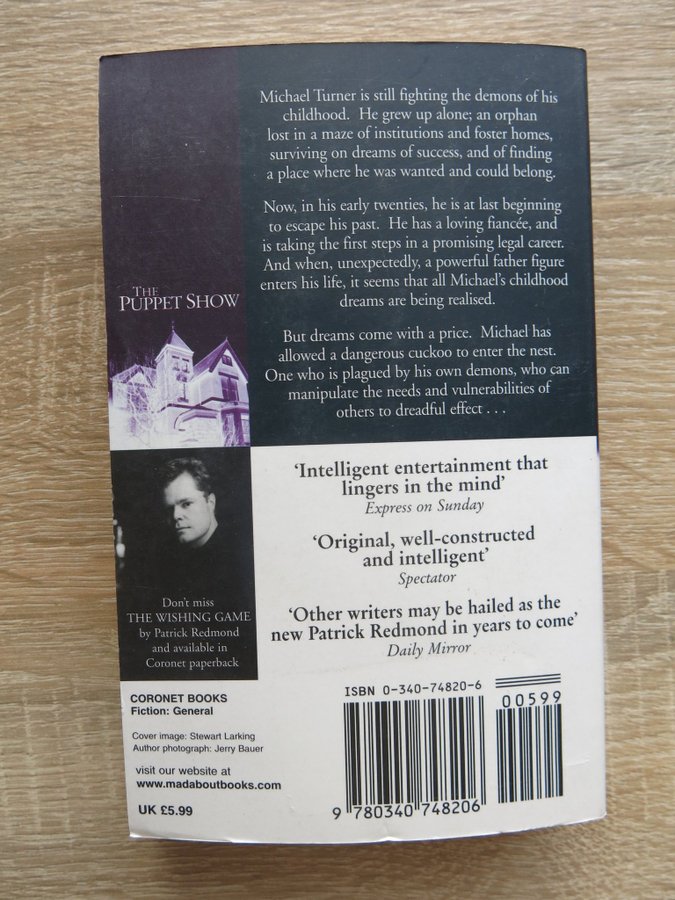 Michael Turner is still fighting the demons of his
childhood. He grew up alone; an orphan
lost in a maze of institutions and foster homes,
surviving on dreams of success, and of finding
a place where he was wanted and could belong.
Now, in his early twenties, he is at last beginning
to escape his past. He has a loving fiancée, and
is taking the first steps in a promising legal career.
And when, unexpectedly, a powerful father figure
enters his life, it seems that all Michael's childhood
dreams are being realised.
But dreams come with a price. Michael has
allowed a dangerous cuckoo to enter the nest.
One who is plagued by his own demons, who can
manipulate the needs and vulnerabilities of
others to dreadful effect . . .
THE
PUPPET SHOW
'Intelligent entertainment that
lingers in the mind'
Express on Sunday
'Original, well-constructed
and intelligent'
Spectator
'Other writers may be hailed as the
new Patrick Redmond in years to come'
Daily Mirror
Don't miss
THE WISHING GAME
by Patrick Redmond
and available in
Coronet paperback
CORONET BOOKS
Fiction: General
Cover image: Stewart Larking
Author photograph: Jerry Bauer
visit our website at
www.madaboutbooks.com
UK £5.99
ISBN 0-340-74820-6
00599
9 780340 748206